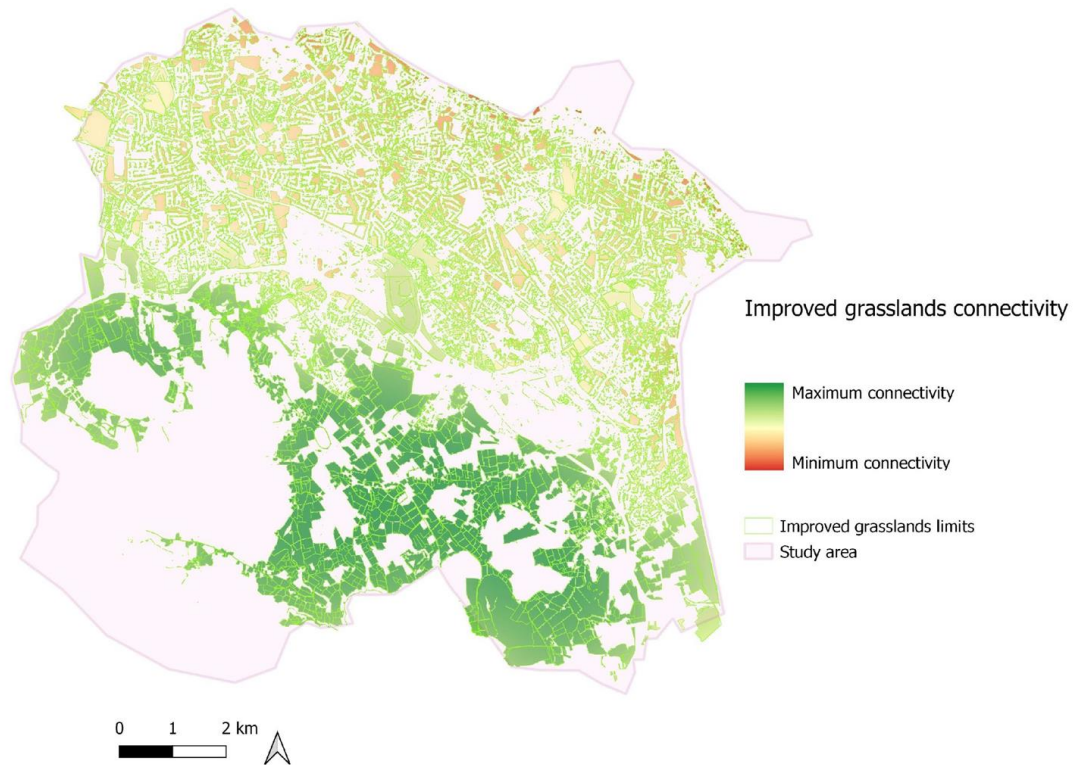 Improved grasslands connectivity
Maximum connectivity
Minimum connectivity
Improved grasslands limits
Study area
0 1 2 km